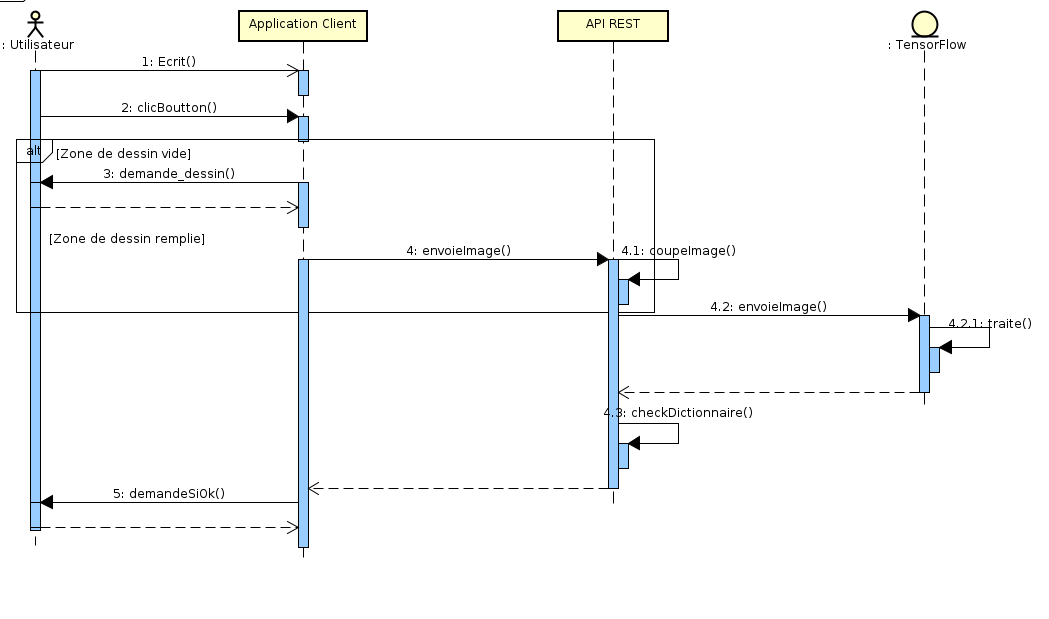 Application Client
API REST
: Utilisateur
: TensorFlow
1: Ecrit()
2: clicBoutton()
alt
[Zone de dessin vide]
3: demande_dessin()
[Zone de dessin remplie]
4: envoieImage()
4.1: coupeImage()
4.2: envoieImage()
4.2.1: traite()
4.3: checkDictionnaire()
5: demandeSiOk()